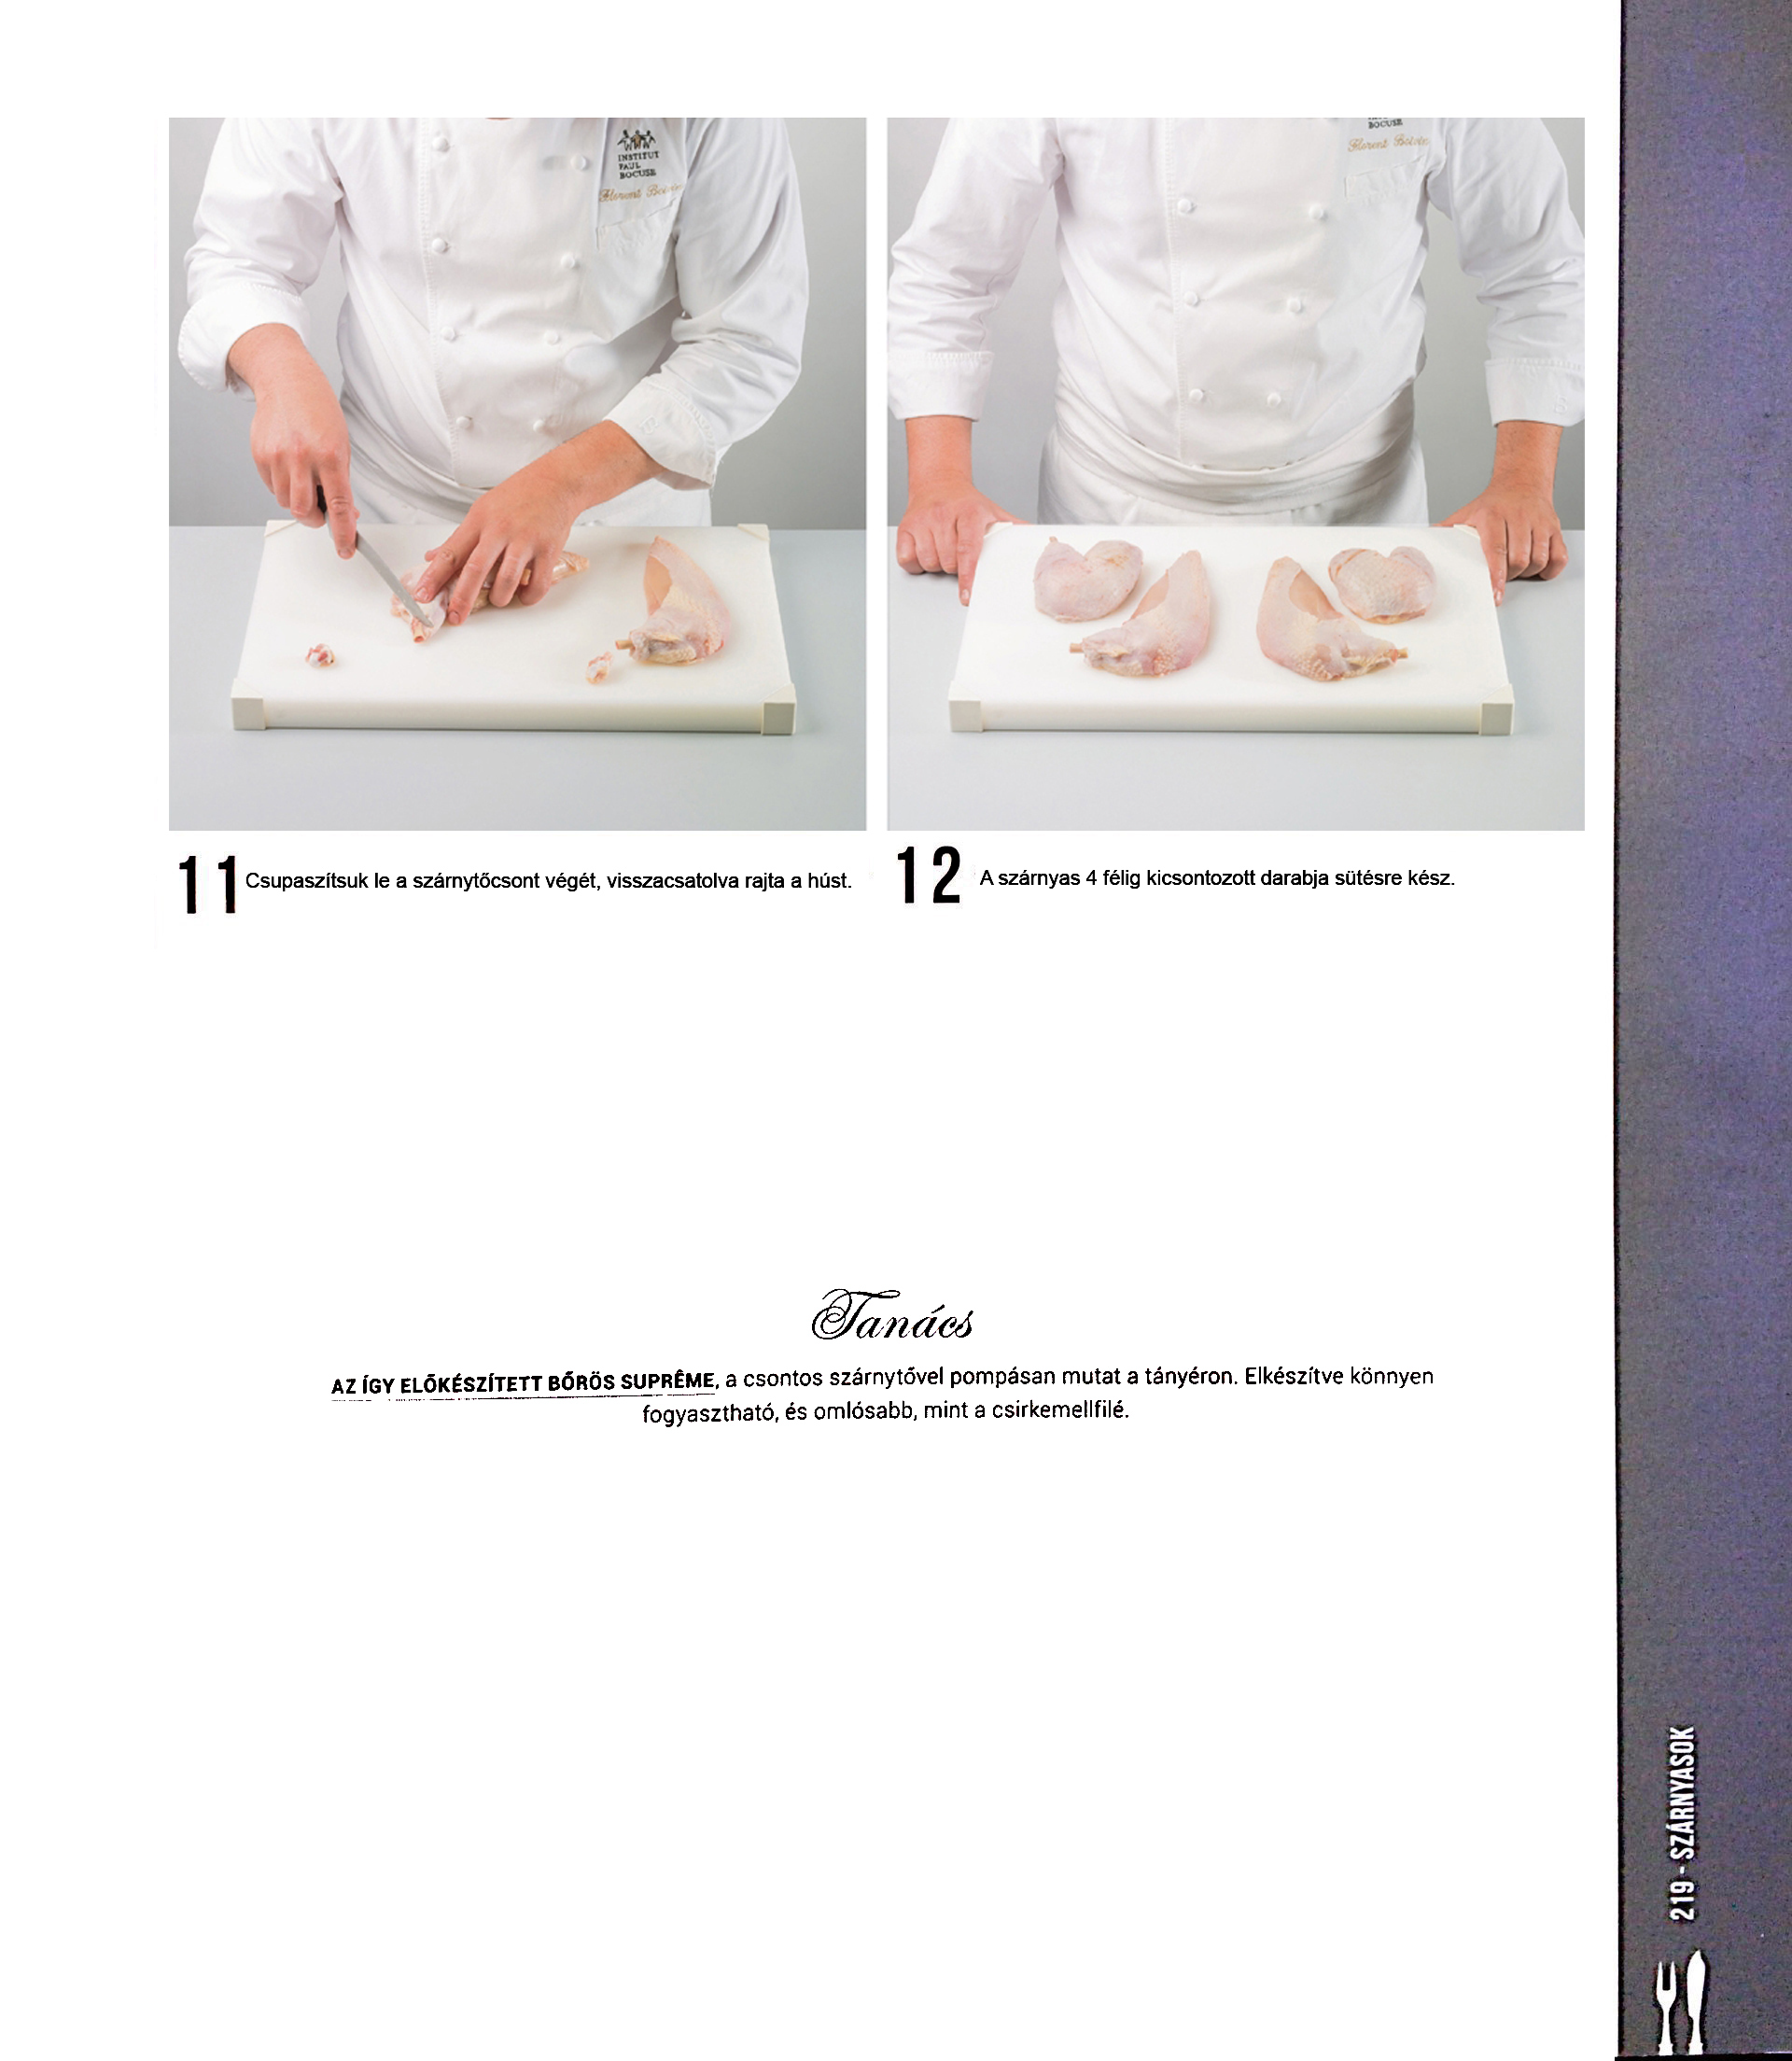 INSTITUT
PAUL
BOCUSE
Florent
BOCUSE
Florent
11 Csupaszítsuk le a szárnytőcsont végét, visszacsatolva rajta a húst.
12 A szárnyas 4 félig kicsontozott darabja sütésre kész.
Tanács
AZ ÍGY ELŐKÉSZÍTETT BŐRÖS SUPRÊME, a csontos szárnytővel pompásan mutat a tányéron. Elkészítve könnyen
fogyasztható, és omlósabb, mint a csirkemellfilé.
219 - SZÁRNYASOK